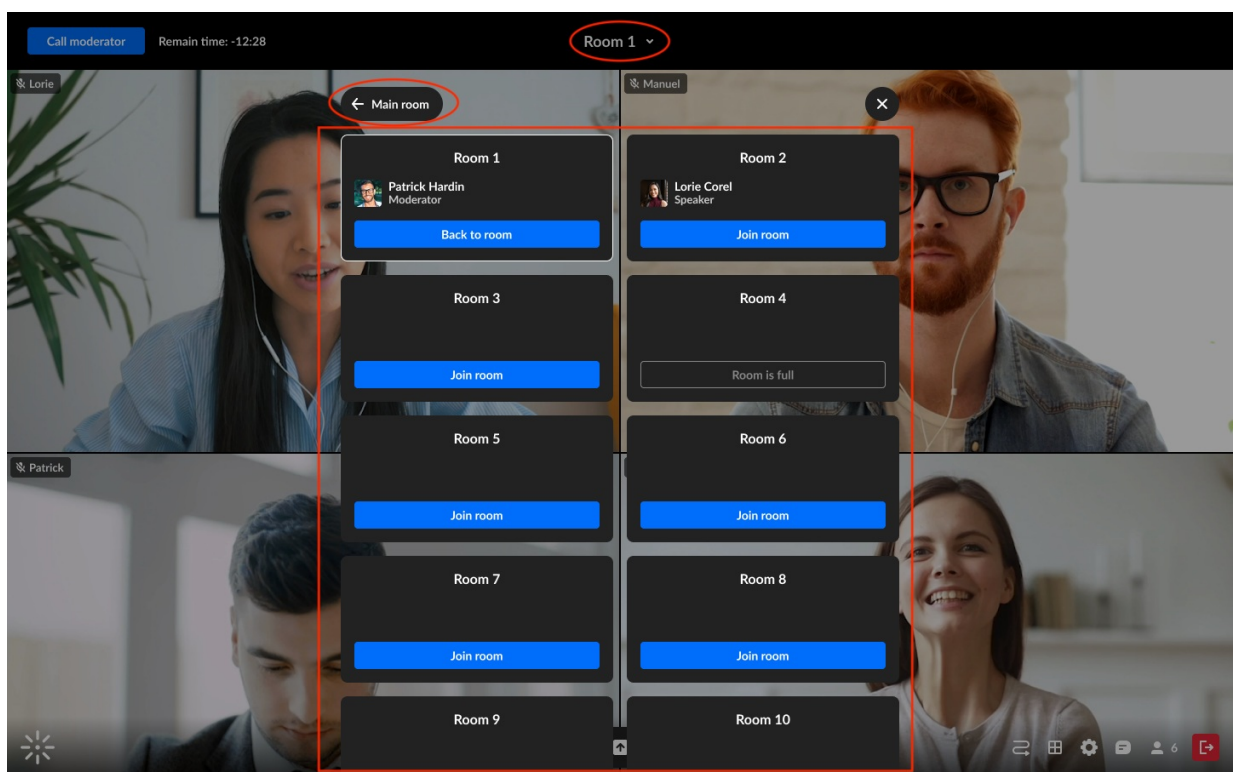 Call moderator
Remain time: -12:28
Room 1
Lorie
Manuel
Main room
Room 1
Patrick Hardin
Moderator
Back to room
Room 2
Lorie Corel
Speaker
Join room
Room 3
Join room
Room 4
Room is full
Patrick
Room 5
Join room
Room 6
Join room
Room 7
Join room
Room 8
Join room
Room 9
Room 10
6